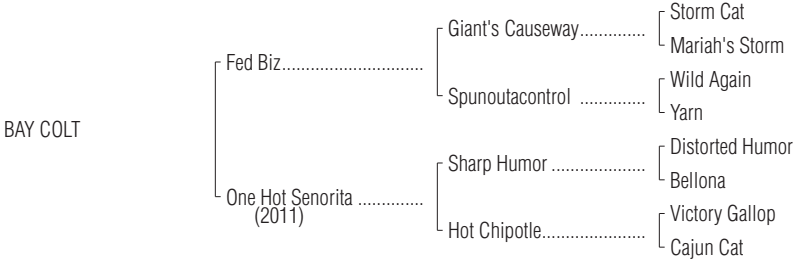 Storm Cat
Giant's Causeway..............
Mariah's Storm
Fed Biz.............................
Wild Again
Spunoutacontrol ..............
Yarn
BAY COLT
Distorted Humor
Sharp Humor ....................
Bellona
One Hot Senorita ..............
(2011)
Victory Gallop
Hot Chipotle......................
Cajun Cat